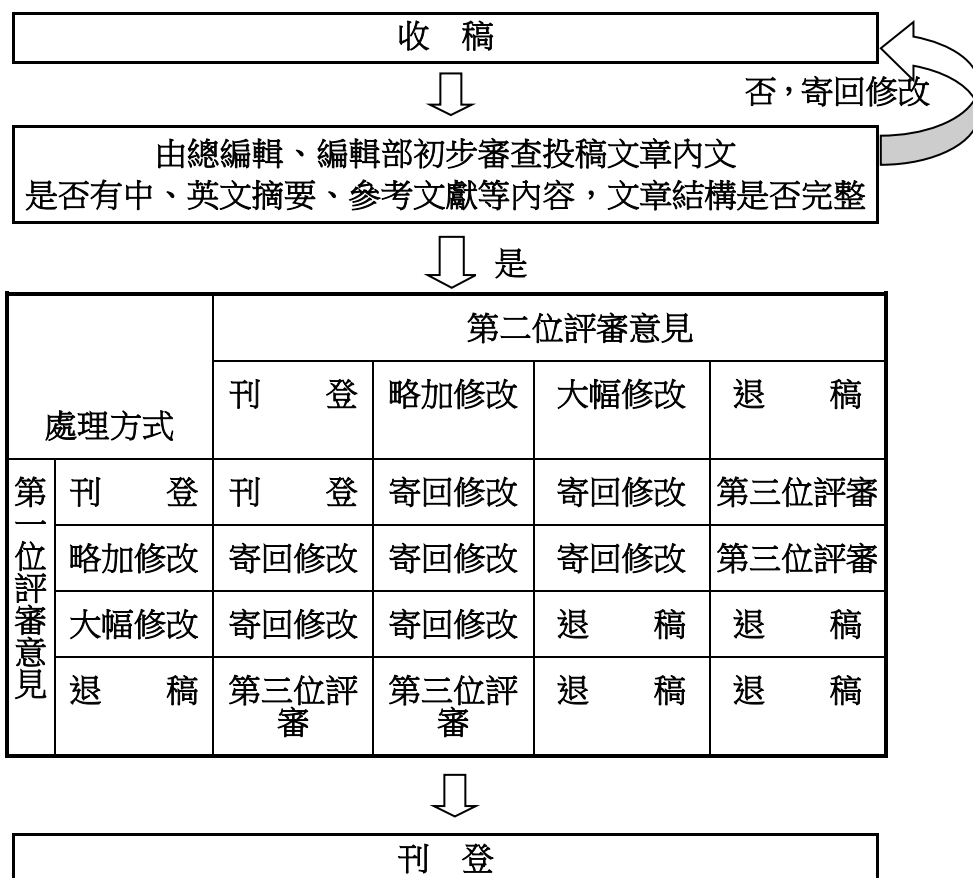 收 稿
否，寄回修改
由總編輯、編輯部初步審查投稿文章內文
是否有中、英文摘要、參考文獻等內容，文章結構是否完整
是
處理方式
第二位評審意見
刊 登 略加修改 大幅修改 退 稿
第一位評審意見
刊 登 刊 登 寄回修改 寄回修改 第三位評審
略加修改 寄回修改 寄回修改 寄回修改 第三位評審
大幅修改 寄回修改 寄回修改 退 稿 退 稿
退 稿 第三位評審 第三位評審 退 稿 退 稿
刊 登